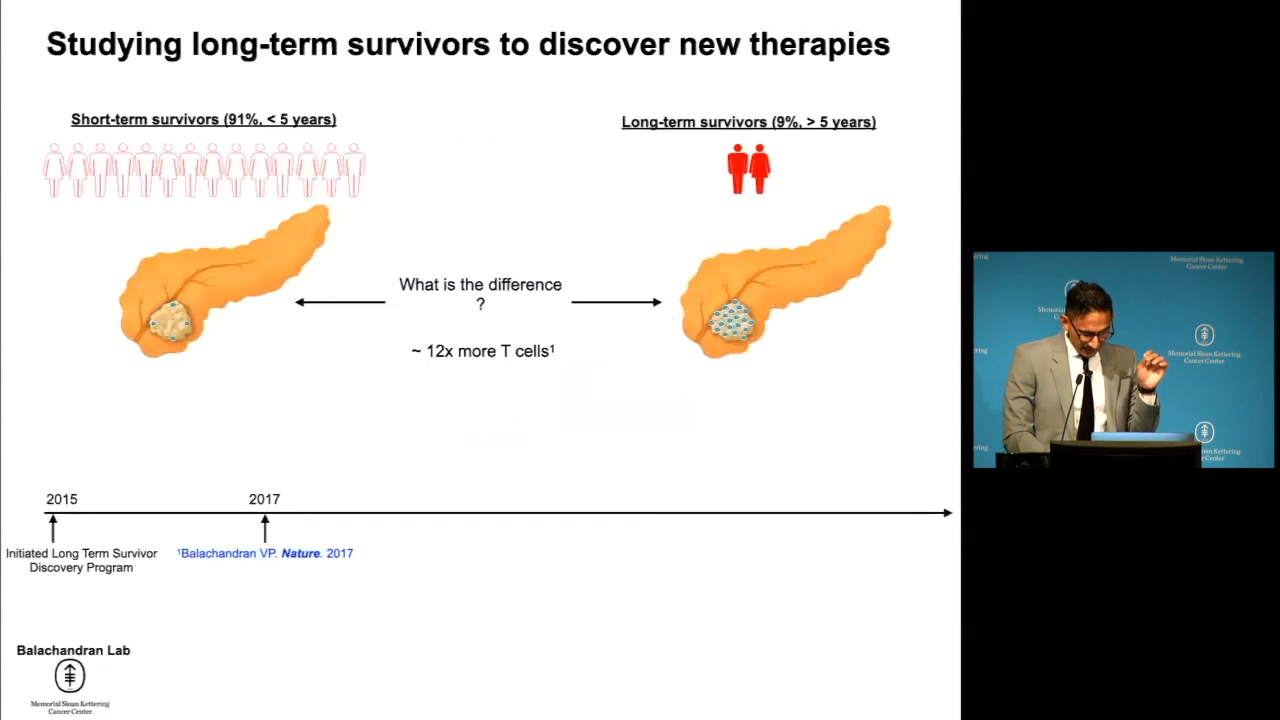 Studying long-term survivors to discover new therapies
Short-term survivors (91%, < 5 years)
Long-term survivors (9%, > 5 years)
What is the difference
?
~ 12x more T cells¹
2015
2017
Initiated Long Term Survivor
Discovery Program
¹Balachandran VP. Nature. 2017
Balachandran Lab
Memorial Sloan Kettering
Cancer Center
Memorial Sloan Kettering
Cancer Center
Memorial Sloan Kettering
Cancer Center